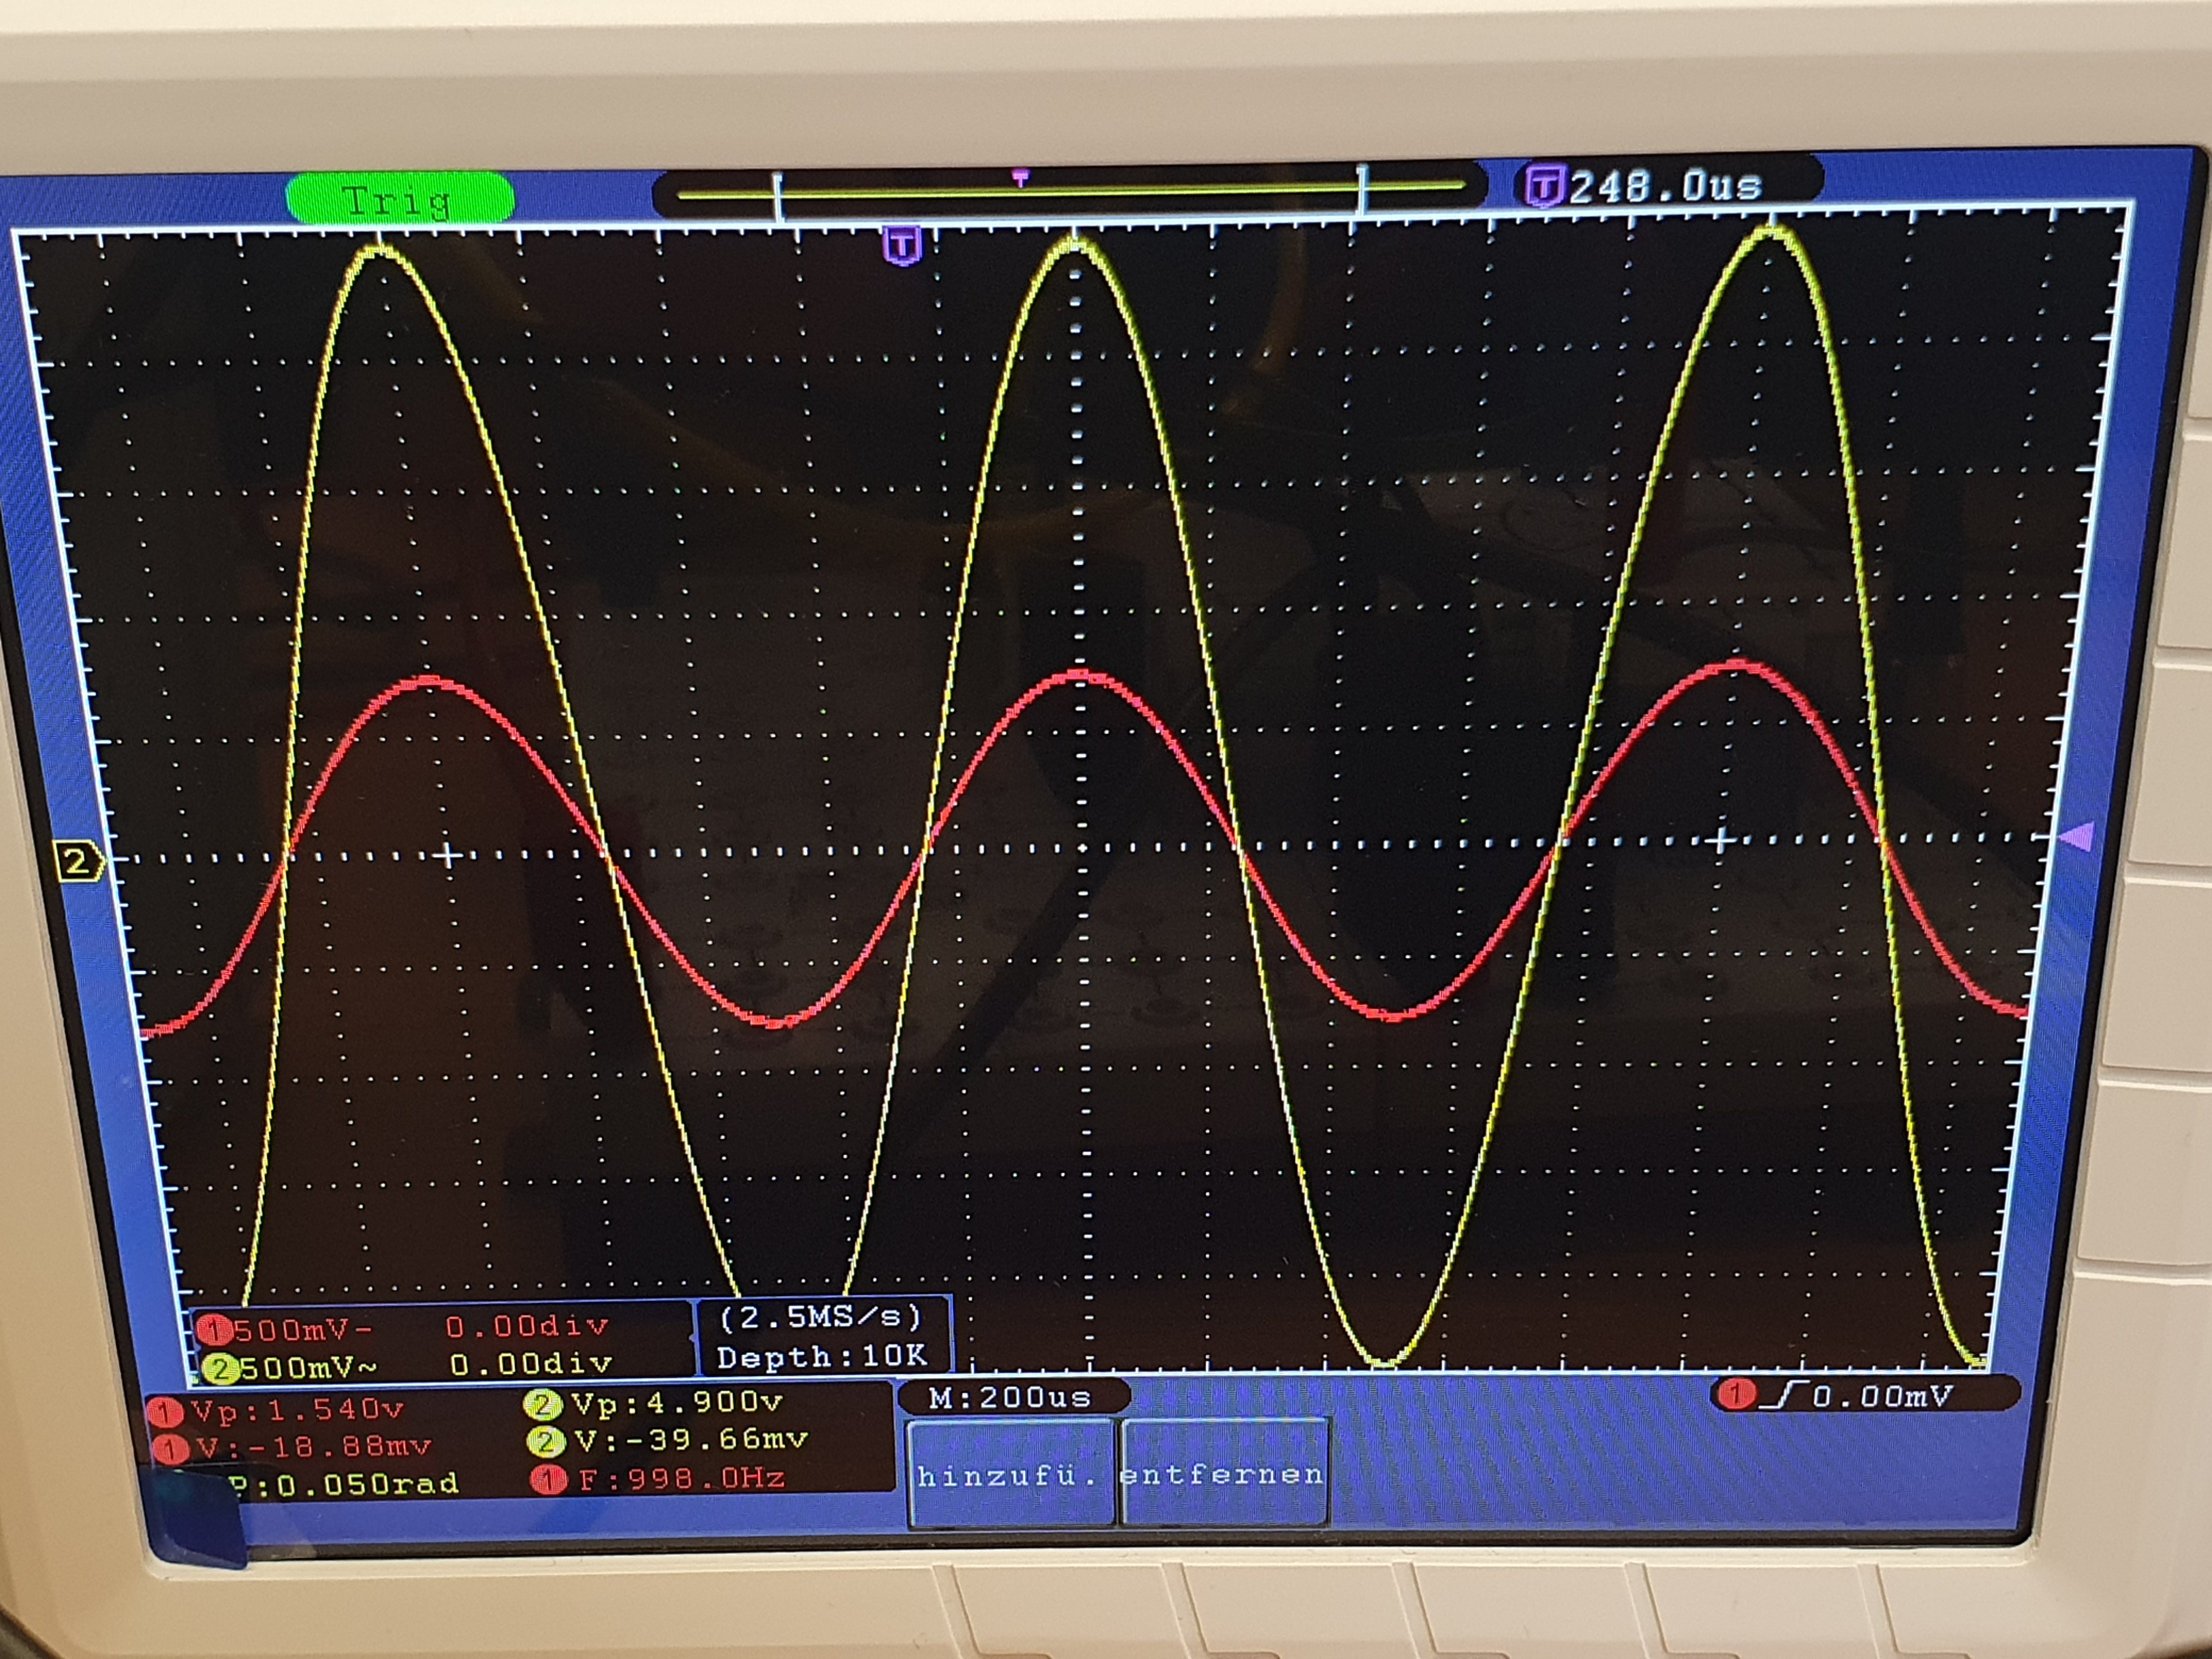 Trig
T 248.0us
T
2
1 500mV- 0.00div
2 500mV~ 0.00div
(2.5MS/s)
Depth:10K
1 Vp:1.540v 2 Vp:4.900v
1 V:-18.88mv 2 V:-39.66mv
P:0.050rad 1 F:998.0Hz
M:200us
1 0.00mV
hinzufü. entfernen